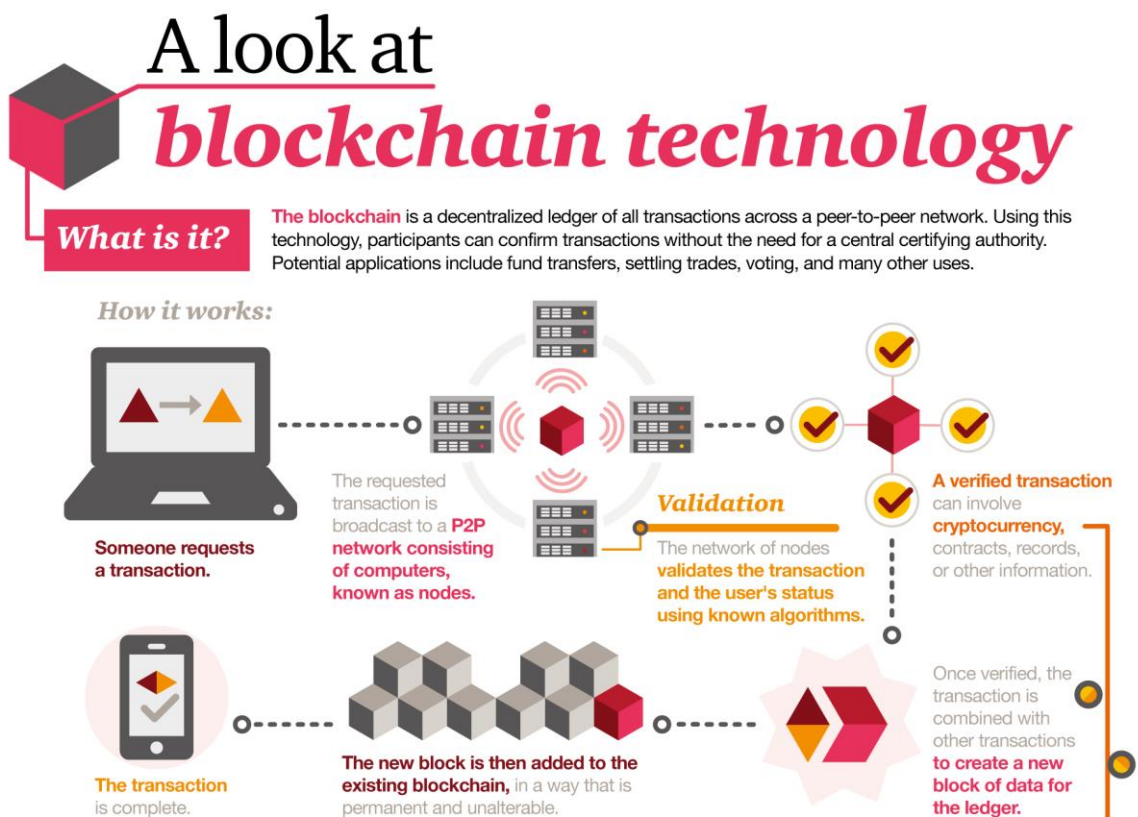 A look at
blockchain technology
What is it?
The blockchain is a decentralized ledger of all transactions across a peer-to-peer network. Using this
technology, participants can confirm transactions without the need for a central certifying authority.
Potential applications include fund transfers, settling trades, voting, and many other uses.
How it works:
Someone requests
a transaction.
The requested
transaction is
broadcast to a P2P
network consisting
of computers,
known as nodes.
Validation
The network of nodes
validates the transaction
and the user's status
using known algorithms.
A verified transaction
can involve
cryptocurrency,
contracts, records,
or other information.
Once verified, the
transaction is
combined with
other transactions
to create a new
block of data for
the ledger.
The new block is then added to the
existing blockchain, in a way that is
permanent and unalterable.
The transaction
is complete.